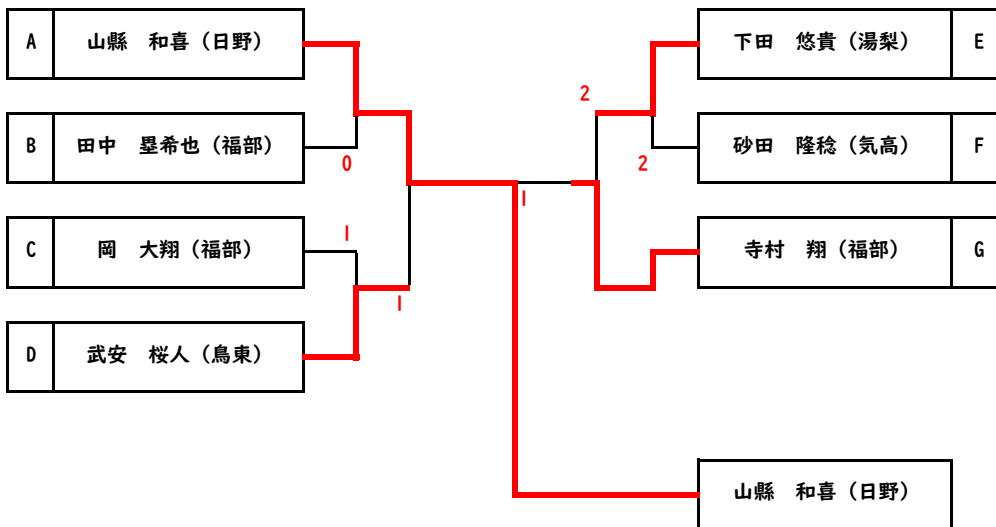 A 山縣 和喜（日野）
下田 悠貴（湯梨） E
2
B 田中 塁希也（福部）
砂田 隆稔（気高） F
0
2
1
1
C 岡 大翔（福部）
寺村 翔（福部） G
1
D 武安 桜人（鳥東）
山縣 和喜（日野）